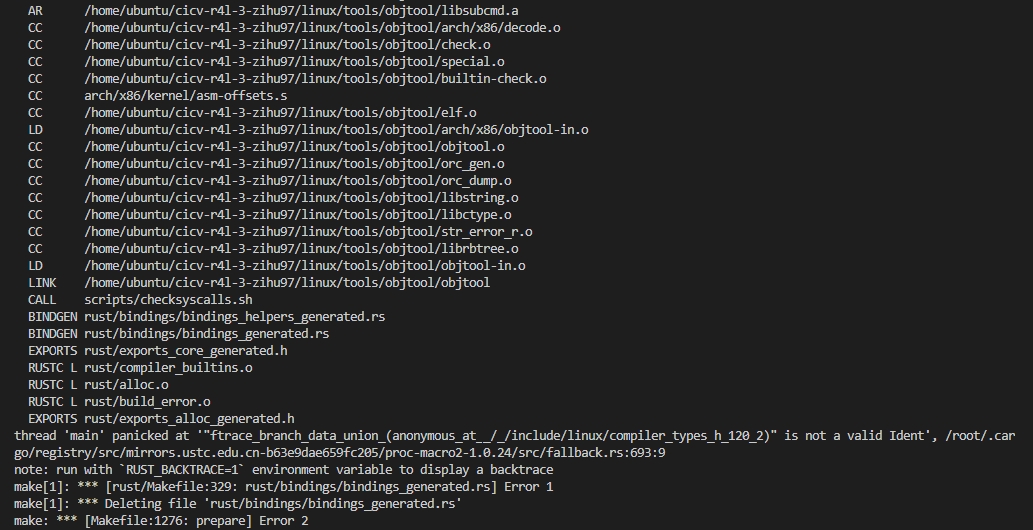 AR      /home/ubuntu/cicv-r4l-3-zihu97/linux/tools/objtool/libsubcmd.a
CC      /home/ubuntu/cicv-r4l-3-zihu97/linux/tools/objtool/arch/x86/decode.o
CC      /home/ubuntu/cicv-r4l-3-zihu97/linux/tools/objtool/check.o
CC      /home/ubuntu/cicv-r4l-3-zihu97/linux/tools/objtool/special.o
CC      /home/ubuntu/cicv-r4l-3-zihu97/linux/tools/objtool/builtin-check.o
CC      arch/x86/kernel/asm-offsets.s
CC      /home/ubuntu/cicv-r4l-3-zihu97/linux/tools/objtool/elf.o
LD      /home/ubuntu/cicv-r4l-3-zihu97/linux/tools/objtool/arch/x86/objtool-in.o
CC      /home/ubuntu/cicv-r4l-3-zihu97/linux/tools/objtool/objtool.o
CC      /home/ubuntu/cicv-r4l-3-zihu97/linux/tools/objtool/orc_gen.o
CC      /home/ubuntu/cicv-r4l-3-zihu97/linux/tools/objtool/orc_dump.o
CC      /home/ubuntu/cicv-r4l-3-zihu97/linux/tools/objtool/libstring.o
CC      /home/ubuntu/cicv-r4l-3-zihu97/linux/tools/objtool/libctype.o
CC      /home/ubuntu/cicv-r4l-3-zihu97/linux/tools/objtool/str_error_r.o
CC      /home/ubuntu/cicv-r4l-3-zihu97/linux/tools/objtool/librbtree.o
LD      /home/ubuntu/cicv-r4l-3-zihu97/linux/tools/objtool/objtool-in.o
LINK    /home/ubuntu/cicv-r4l-3-zihu97/linux/tools/objtool/objtool
CALL    scripts/checksyscalls.sh
BINDGEN rust/bindings/bindings_helpers_generated.rs
BINDGEN rust/bindings/bindings_generated.rs
EXPORTS rust/exports_core_generated.h
RUSTC L rust/compiler_builtins.o
RUSTC L rust/alloc.o
RUSTC L rust/build_error.o
EXPORTS rust/exports_alloc_generated.h
thread 'main' panicked at '"ftrace_branch_data_union_(anonymous_at__/_/include/linux/compiler_types_h_120_2)" is not a valid Ident', /root/.car
go/registry/src/mirrors.ustc.edu.cn-b63e9dae659fc205/proc-macro2-1.0.24/src/fallback.rs:693:9
note: run with `RUST_BACKTRACE=1` environment variable to display a backtrace
make[1]: *** [rust/Makefile:329: rust/bindings/bindings_generated.rs] Error 1
make[1]: *** Deleting file 'rust/bindings/bindings_generated.rs'
make: *** [Makefile:1276: prepare] Error 2